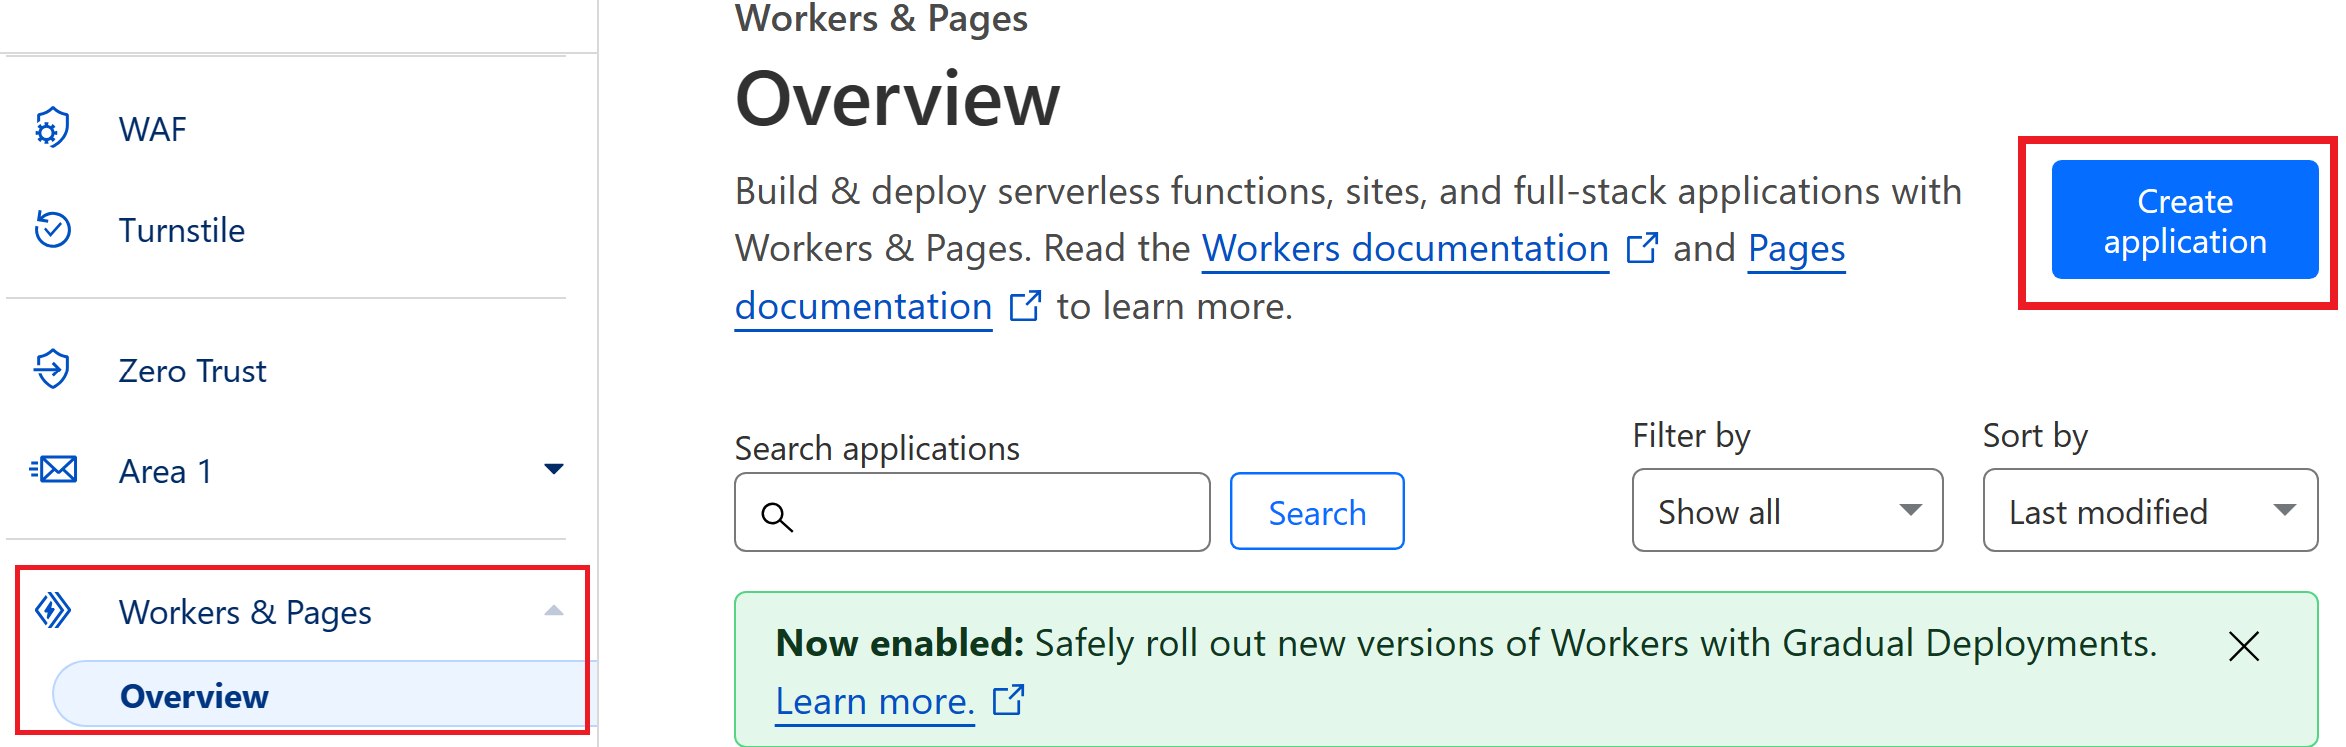 WAF
Turnstile
Zero Trust
Area 1
Workers & Pages
Overview
Workers & Pages
Overview
Build & deploy serverless functions, sites, and full-stack applications with
Workers & Pages. Read the Workers documentation and Pages
documentation to learn more.
Create
application
Search applications
Search
Filter by
Show all
Sort by
Last modified
Now enabled: Safely roll out new versions of Workers with Gradual Deployments.
Learn more.